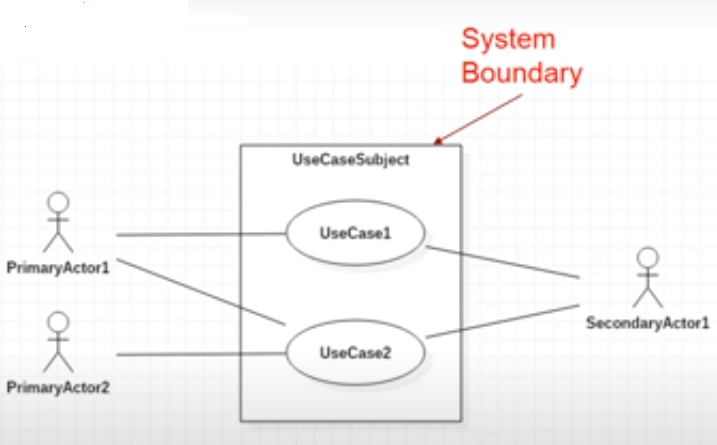 System
Boundary
UseCaseSubject
UseCase1
PrimaryActor1
SecondaryActor1
UseCase2
PrimaryActor2